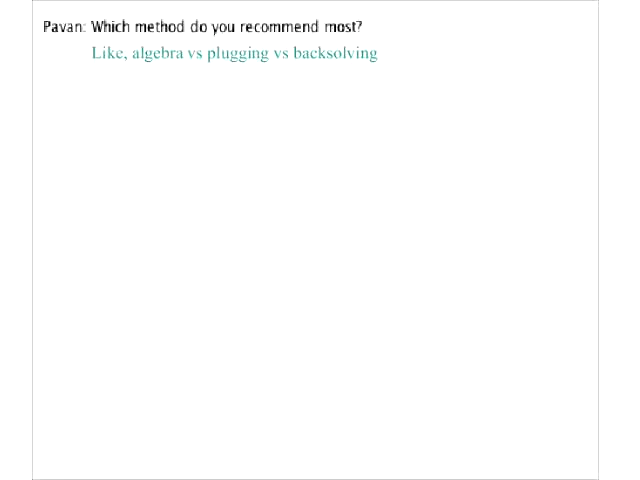 Pavan: Which method do you recommend most?
Like, algebra vs plugging vs backsolving